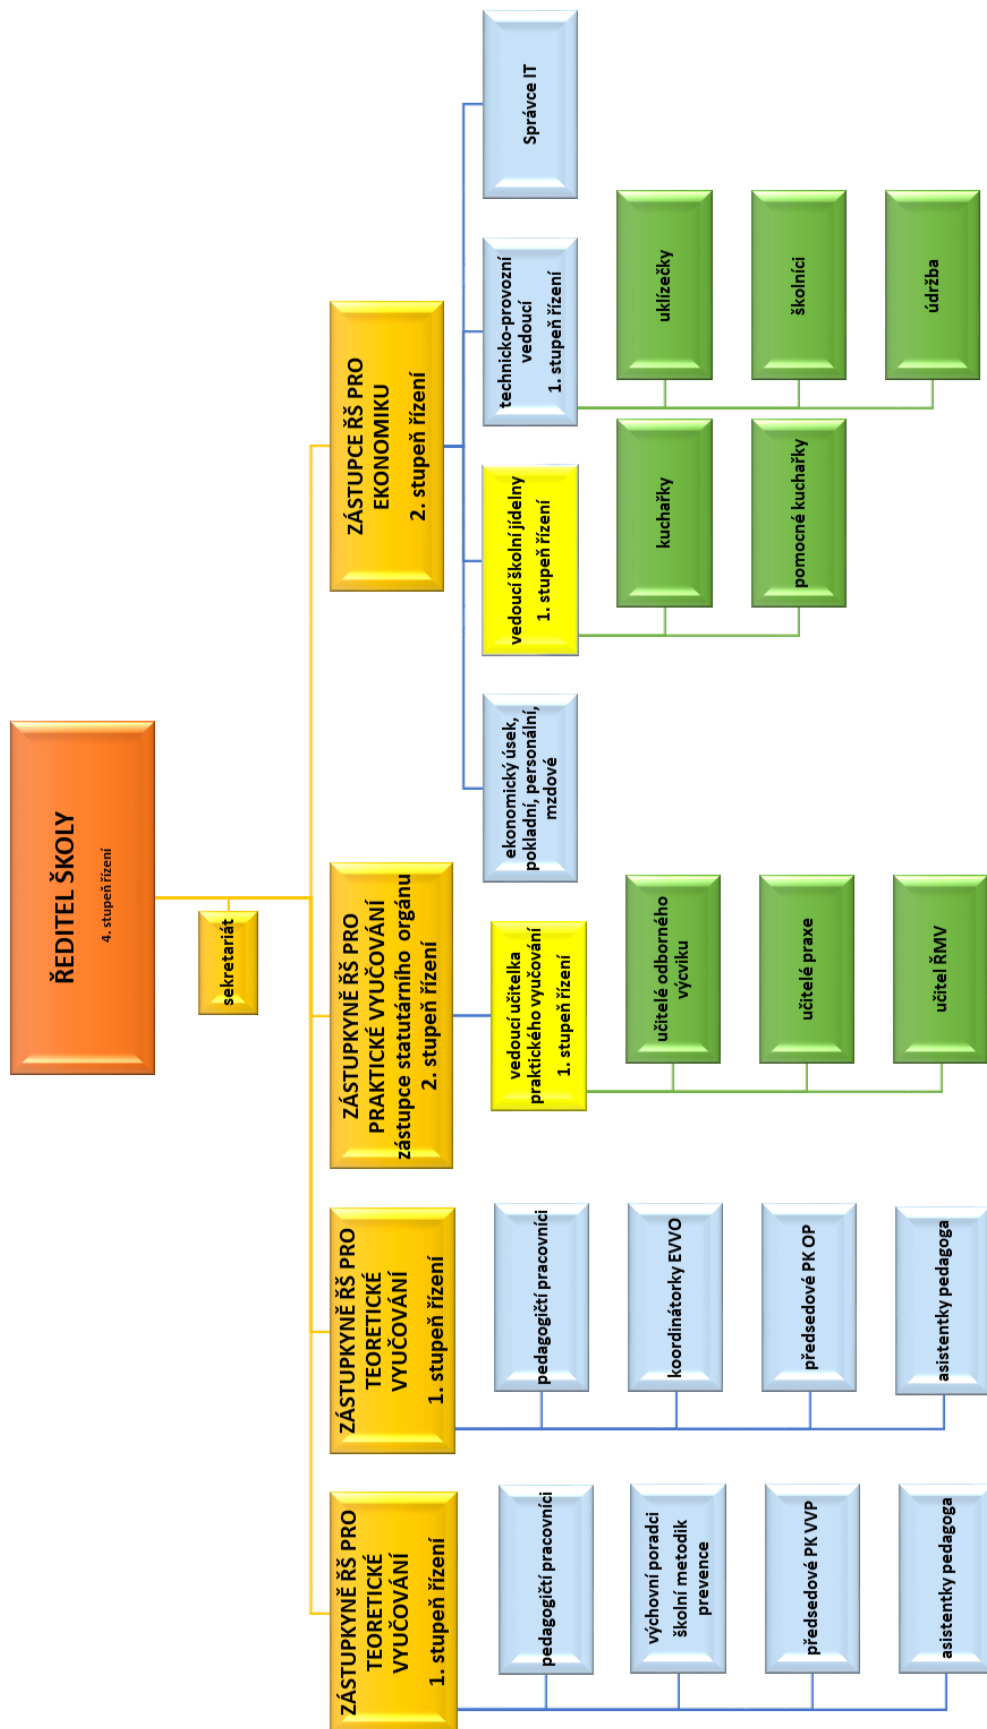 ŘEDITEL ŠKOLY
4. stupeň řízení
sekretariát
ZÁSTUPKYNĚ ŘŠ PRO
TEORETICKÉ
VYUČOVÁNÍ
1. stupeň řízení
ZÁSTUPKYNĚ ŘŠ PRO
TEORETICKÉ
VYUČOVÁNÍ
1. stupeň řízení
ZÁSTUPKYNĚ ŘŠ PRO
PRAKTICKÉ VYUČOVÁNÍ
zástupce statutárního orgánu
2. stupeň řízení
ZÁSTUPCE ŘŠ PRO
EKONOMIKU
2. stupeň řízení
pedagogičtí pracovníci
výchovní poradci
školní metodik
prevence
předsedové PK VVP
asistentky pedagoga
pedagogičtí pracovníci
koordinátorky EVVO
předsedové PK OP
asistentky pedagoga
vedoucí učitelka
praktického vyučování
1. stupeň řízení
učitelé odborného
výcviku
učitelé praxe
učitel ŘMV
ekonomický úsek,
pokladní, personální,
mzdové
vedoucí školní jídelny
1. stupeň řízení
kuchařky
pomocné kuchařky
technicko-provozní
vedoucí
1. stupeň řízení
uklízečky
školníci
údržba
Správce IT